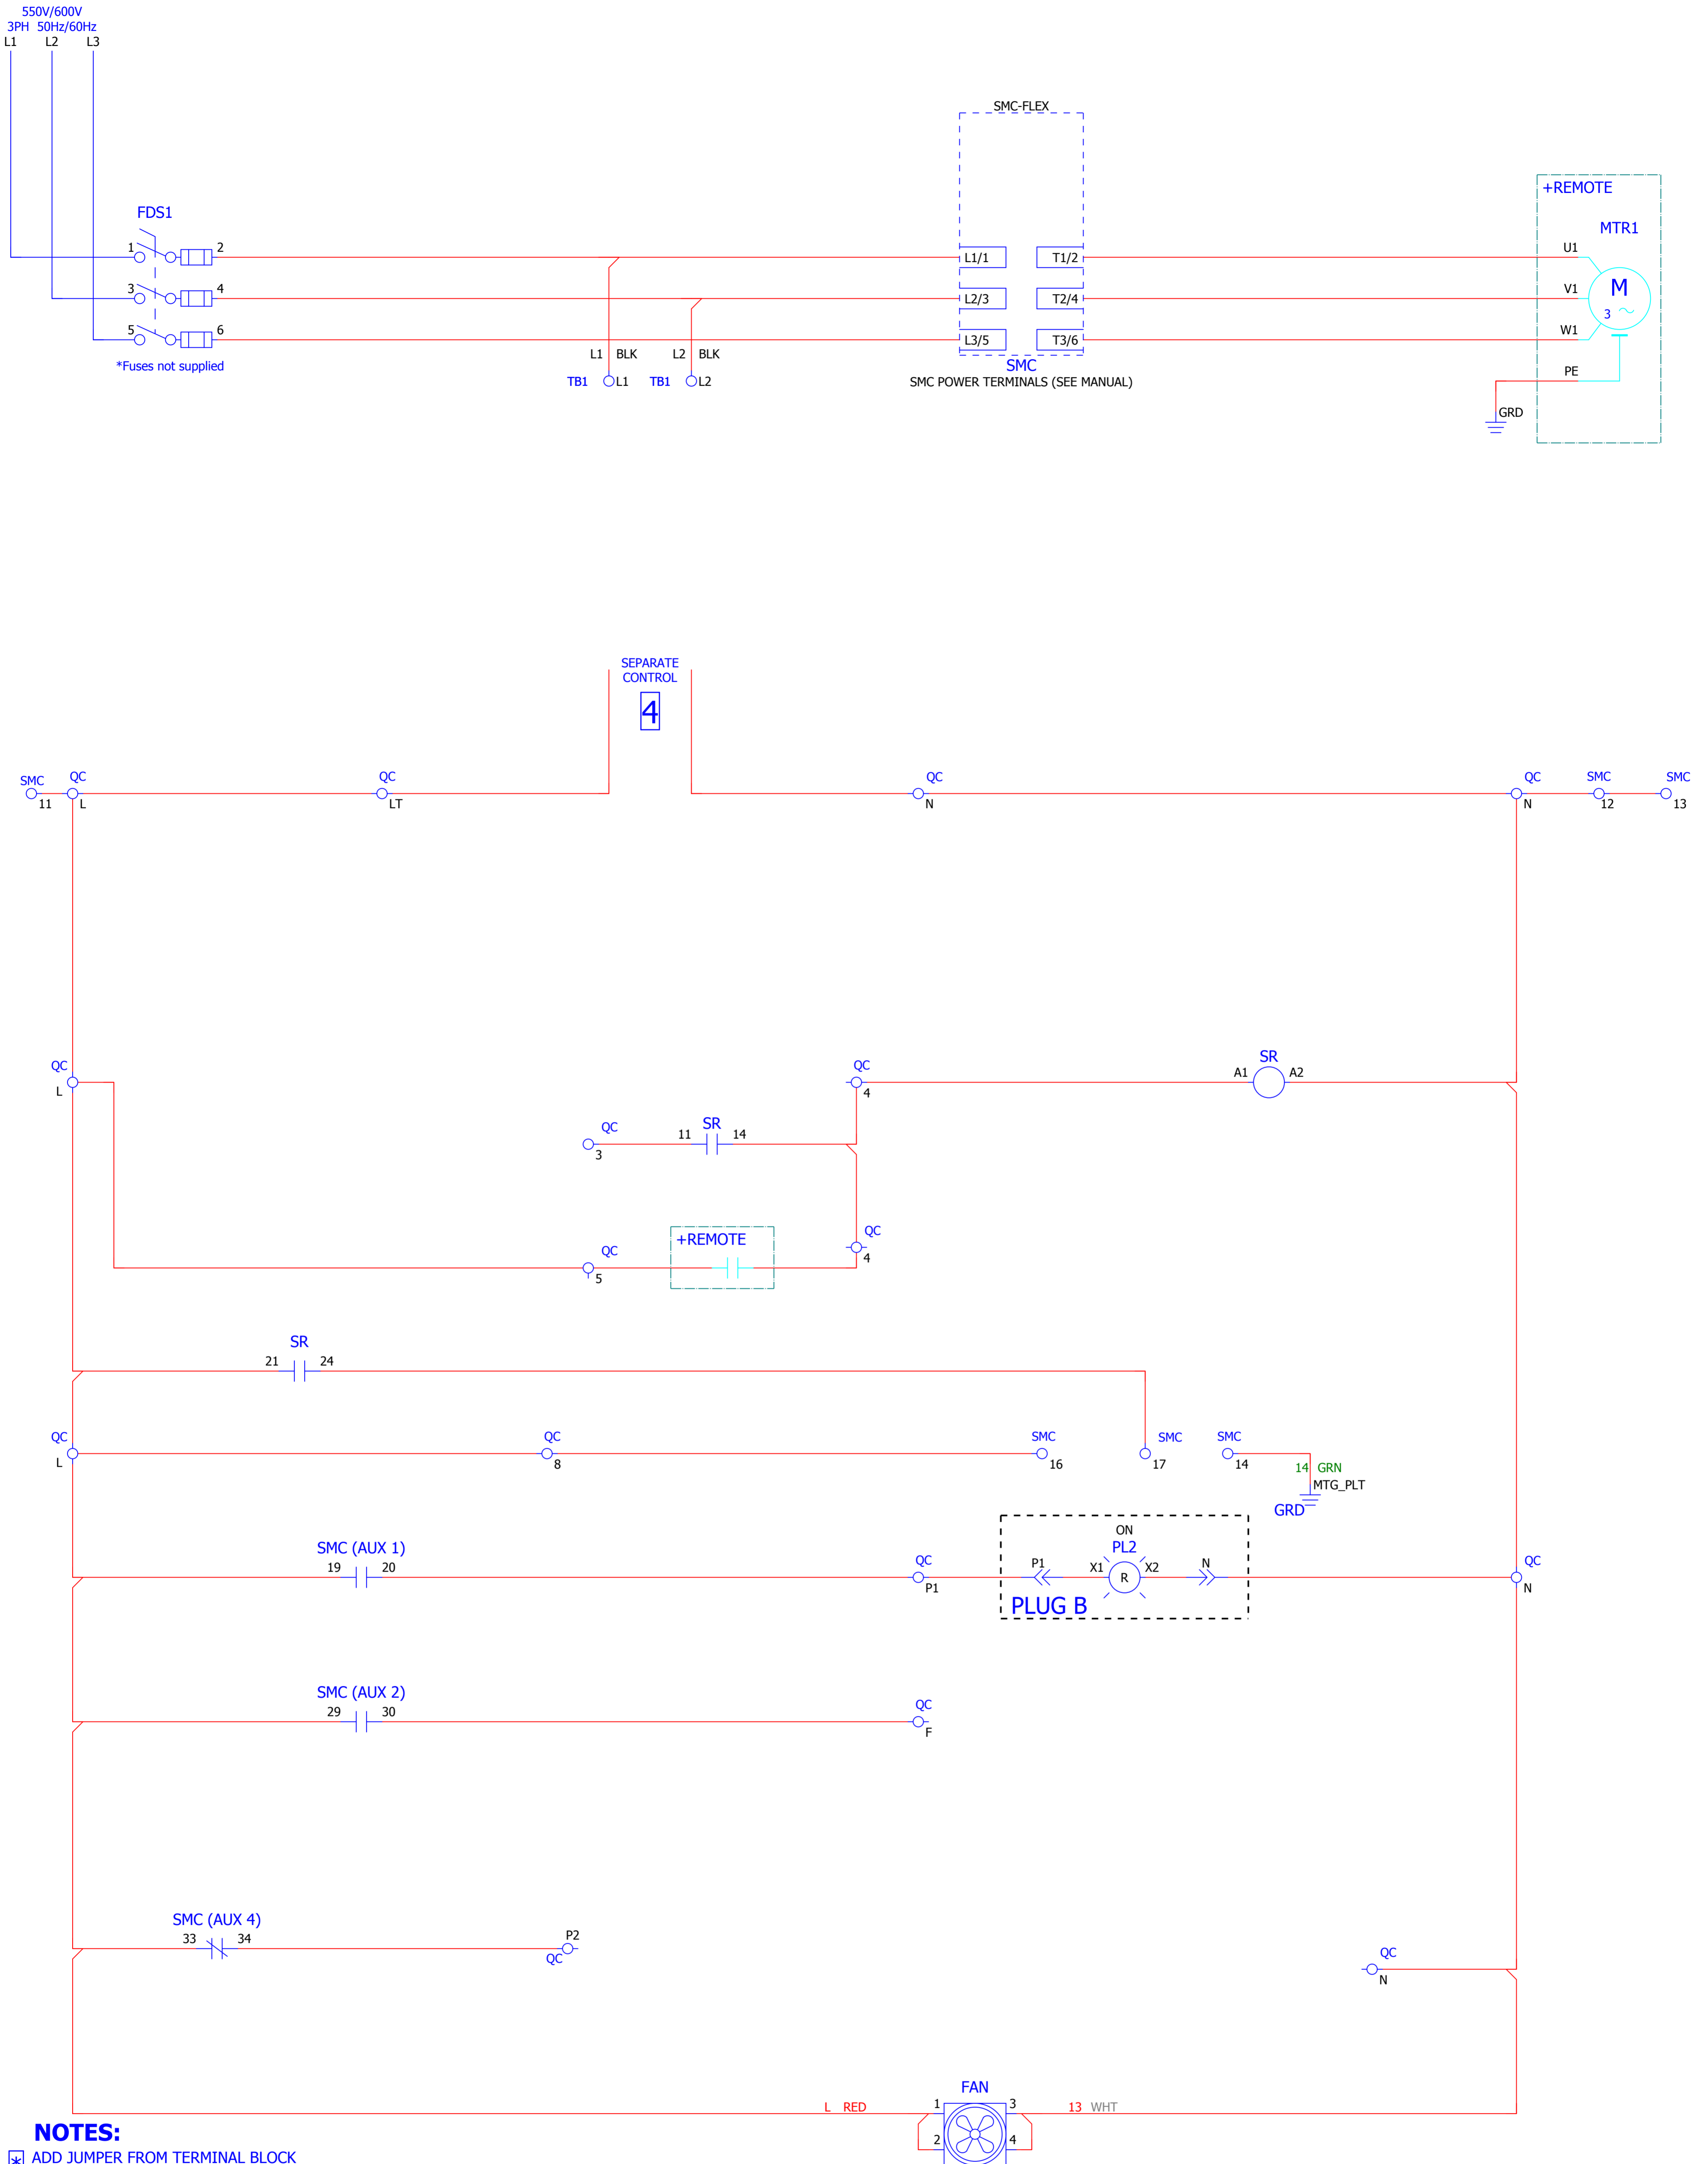 550V/600V
3PH 50Hz/60Hz
L1 L2 L3
SMC-FLEX
+REMOTE
FDS1
MTR1
1 2
L1/1 T1/2
U1
3 4
L2/3 T2/4
V1
M
3
5 6
L3/5 T3/6
W1
*Fuses not supplied
L1 BLK L2 BLK
SMC
TB1 L1 TB1 L2
SMC POWER TERMINALS (SEE MANUAL)
PE
GRD
SEPARATE
CONTROL
4
SMC QC QC QC QC SMC SMC
11 L LT N N 12 13
QC QC SR
L 4 A1 A2
QC SR
3 11 14
QC +REMOTE QC
5 4
SR
21 24
QC QC SMC SMC SMC
L 8 16 17 14
14 GRN
MTG_PLT
GRD
ON
SMC (AUX 1) PL2
19 20 QC P1 X1 R X2 N QC
P1 N
PLUG B
SMC (AUX 2)
29 30 QC
F
SMC (AUX 4)
33 34 P2
QC
QC
N
FAN
L RED 1 3 13 WHT
2 4
NOTES:
* ADD JUMPER FROM TERMINAL BLOCK